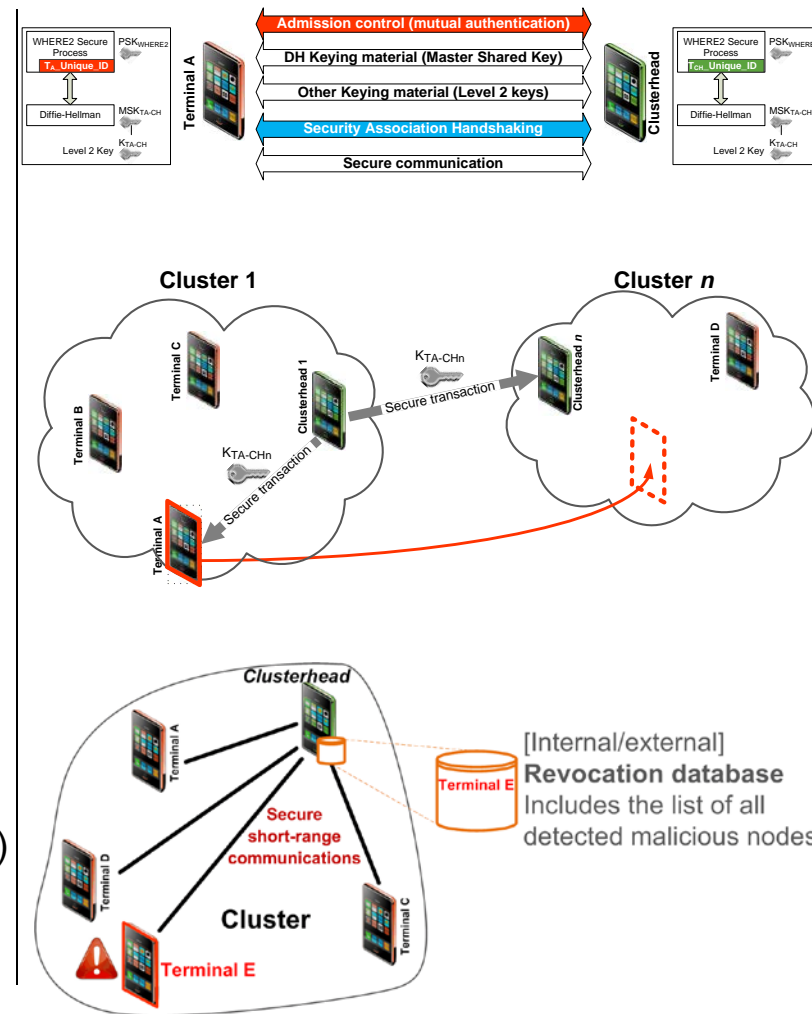 Admission control (mutual authentication)
WHERE2 Secure
Process
TA_Unique_ID
PSKWHERE2
Diffie-Hellman
MSKTA-CH
Level 2 Key
KTA-CH
Terminal A
DH Keying material (Master Shared Key)
Other Keying material (Level 2 keys)
Security Association Handshaking
Secure communication
Clusterhead
WHERE2 Secure
Process
TCH_Unique_ID
PSKWHERE
Diffie-Hellman
MSKTA-CH
Level 2 Key
KTA-CH
Cluster 1
Cluster n
Terminal C
Terminal B
Clusterhead 1
Terminal A
KTA-CHn
Secure transaction
KTA-CHn
Secure transaction
Clusterhead n
Terminal D
Clusterhead
Terminal A
Terminal D
Secure
short-range
communications
Cluster
Terminal C
Terminal E
Terminal E
[Internal/external]
Revocation database
Includes the list of all
detected malicious nodes
)